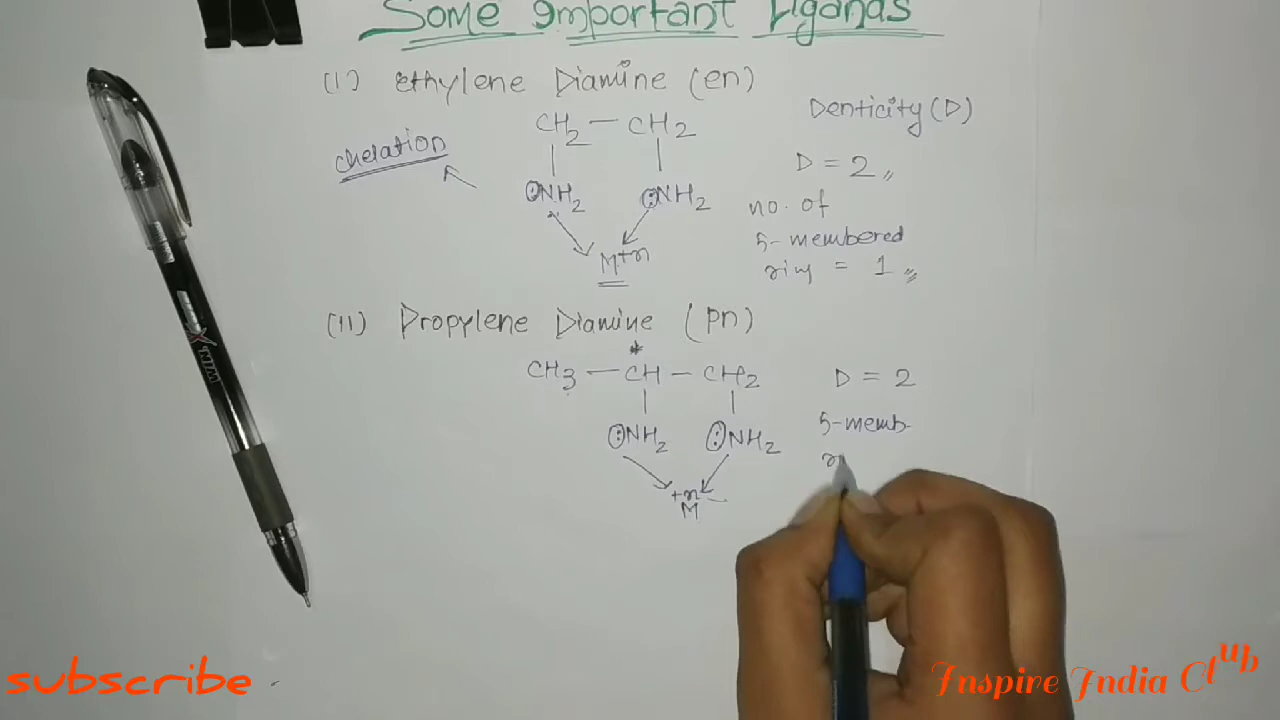 Some Important Ligands
(I) ethylene Diamine (en)
Denticity (D)
CH2 — CH2
chelation
D = 2
:NH2 :NH2
no. of
5-membered
M+n
ring = 1
(II) Propylene Diamine (pn)
*
CH3 — CH — CH2
D = 2
5-memb-
:NH2 :NH2
+n
M
WIN
subscribe
Inspire India Club